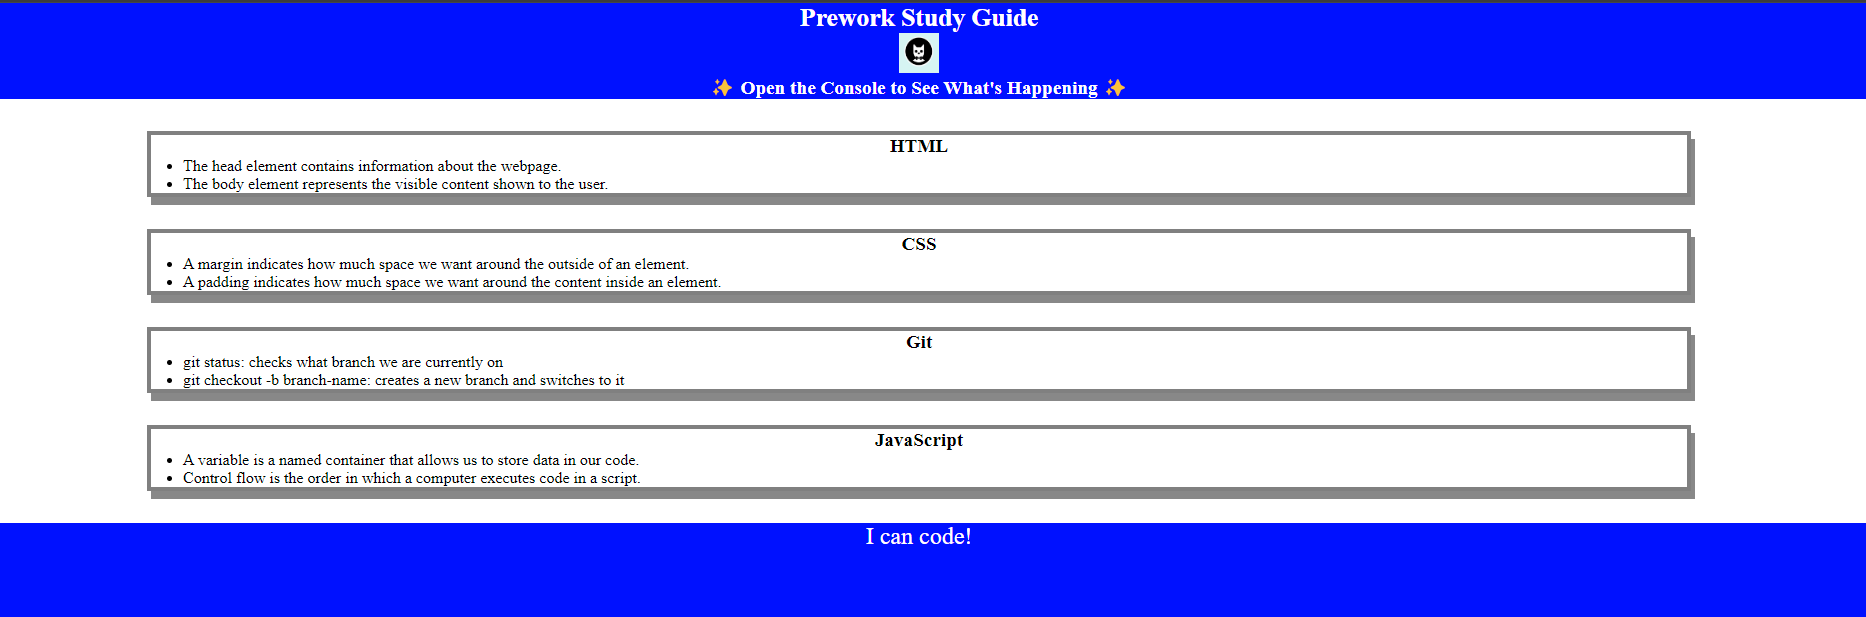 Prework Study Guide
✨ Open the Console to See What's Happening ✨
HTML
• The head element contains information about the webpage.
• The body element represents the visible content shown to the user.
CSS
• A margin indicates how much space we want around the outside of an element.
• A padding indicates how much space we want around the content inside an element.
Git
• git status: checks what branch we are currently on
• git checkout -b branch-name: creates a new branch and switches to it
JavaScript
• A variable is a named container that allows us to store data in our code.
• Control flow is the order in which a computer executes code in a script.
I can code!